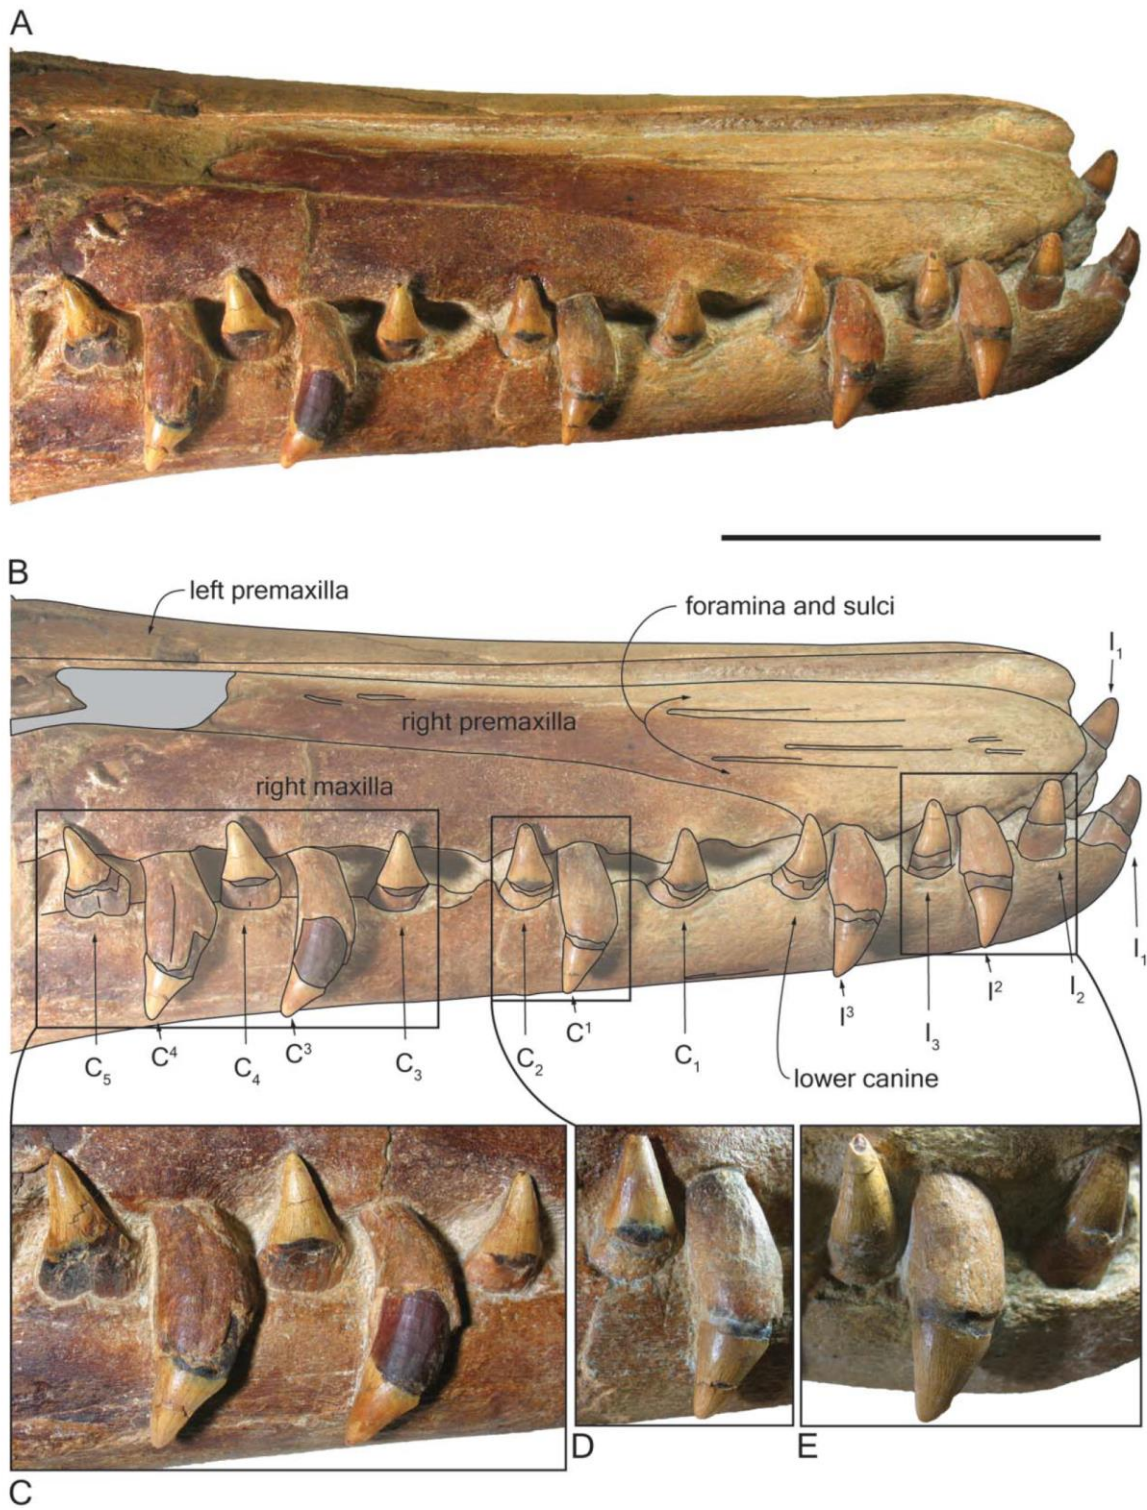 A
B
left premaxilla
foramina and sulci
I₁
right premaxilla
right maxilla
C₅
C⁴
C₄
C³
C₃
C₂
C¹
C₁
lower canine
I³
I₃
I²
I₂
I₁
C
D
E